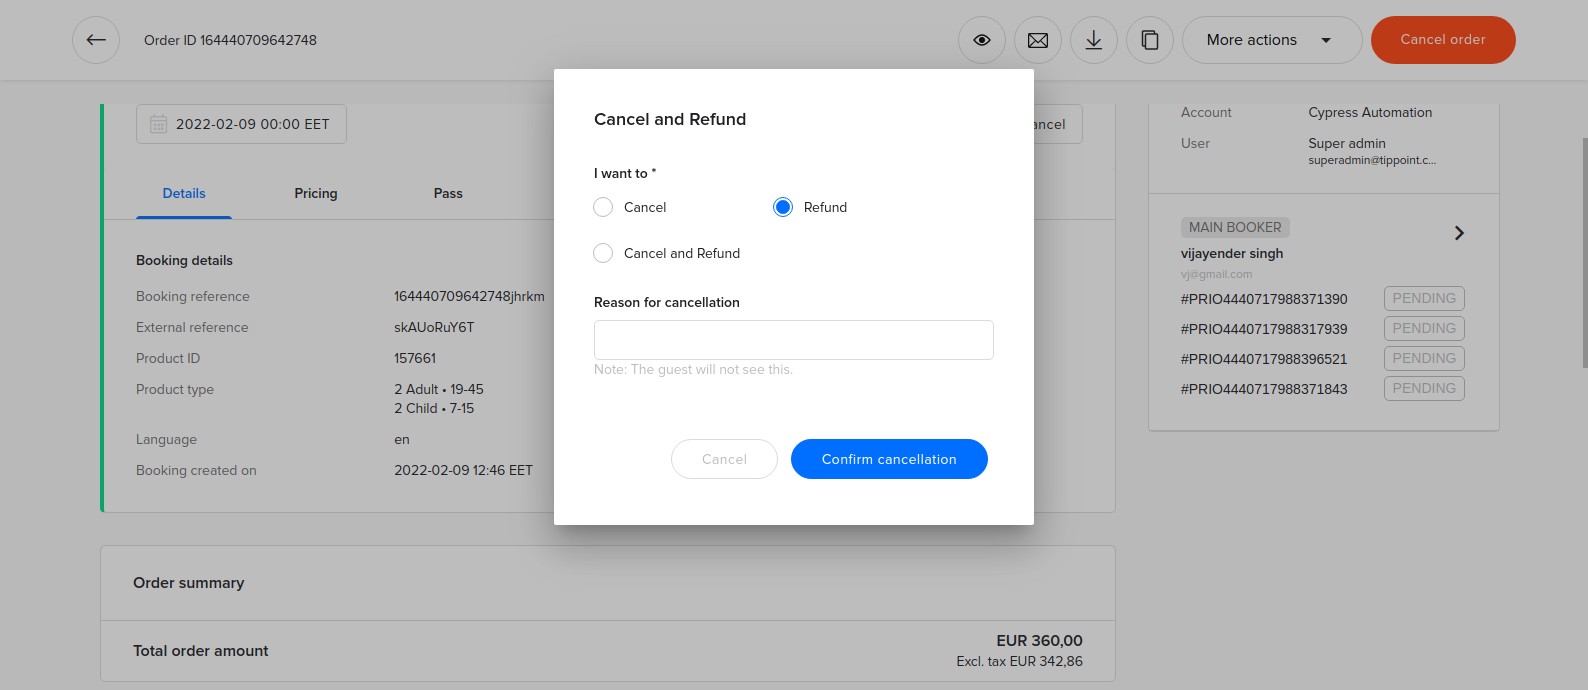 Order ID 164440709642748
More actions
Cancel order
2022-02-09 00:00 EET
ancel
Details
Pricing
Pass
Booking details
Booking reference
164440709642748jhrkm
External reference
skAUoRuY6T
Product ID
157661
Product type
2 Adult • 19-45
2 Child • 7-15
Language
en
Booking created on
2022-02-09 12:46 EET
Cancel and Refund
I want to *
Cancel
Refund
Cancel and Refund
Reason for cancellation
Note: The guest will not see this.
Cancel
Confirm cancellation
Account
Cypress Automation
User
Super admin
superadmin@tippoint.c...
MAIN BOOKER
vijayender singh
vj@gmail.com
#PRIO4440717988371390
PENDING
#PRIO4440717988317939
PENDING
#PRIO4440717988396521
PENDING
#PRIO4440717988371843
PENDING
Order summary
Total order amount
EUR 360,00
Excl. tax EUR 342,86